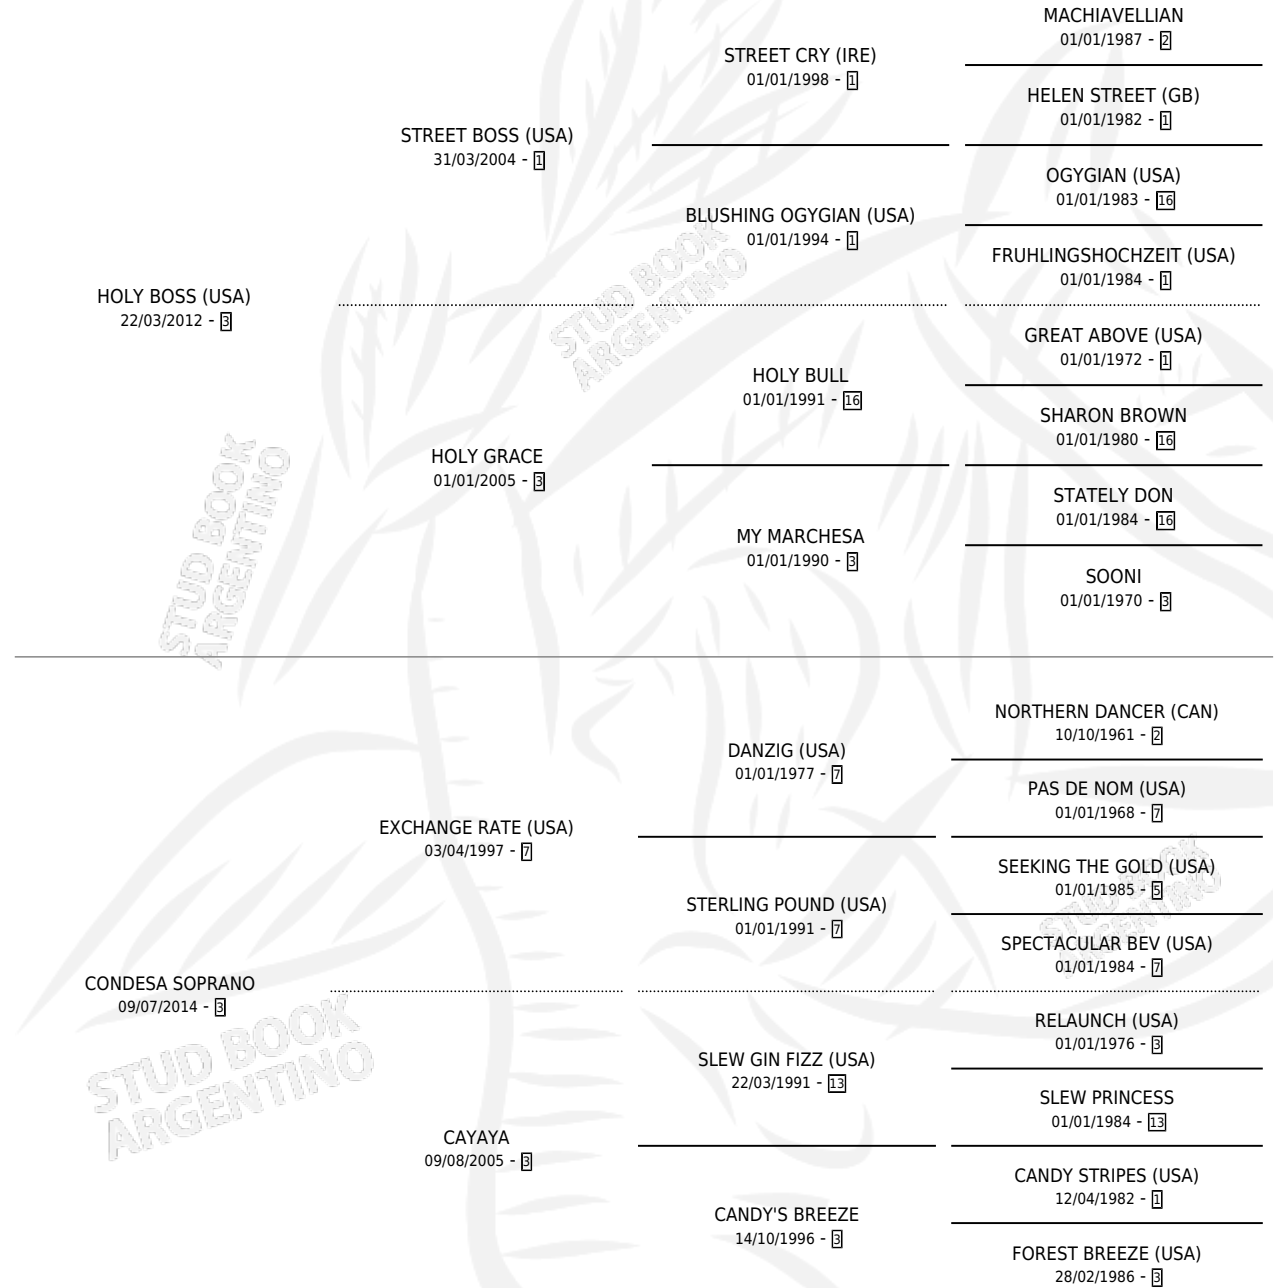 MACHIAVELLIAN
01/01/1987 - 2
STREET CRY (IRE)
01/01/1998 - 1
HELEN STREET (GB)
01/01/1982 - 1
STREET BOSS (USA)
31/03/2004 - 1
OGYGIAN (USA)
01/01/1983 - 16
BLUSHING OGYGIAN (USA)
01/01/1994 - 1
FRUHLINGSHOCHZEIT (USA)
01/01/1984 - 1
HOLY BOSS (USA)
22/03/2012 - 3
GREAT ABOVE (USA)
01/01/1972 - 1
HOLY BULL
01/01/1991 - 16
SHARON BROWN
01/01/1980 - 16
HOLY GRACE
01/01/2005 - 3
STATELY DON
01/01/1984 - 16
MY MARCHESA
01/01/1990 - 3
SOONI
01/01/1970 - 3
STUD BOOK
ARGENTINO
STUD BOOK
ARGENTINO
NORTHERN DANCER (CAN)
10/10/1961 - 2
DANZIG (USA)
01/01/1977 - 7
PAS DE NOM (USA)
01/01/1968 - 7
EXCHANGE RATE (USA)
03/04/1997 - 7
SEEKING THE GOLD (USA)
01/01/1985 - 5
STERLING POUND (USA)
01/01/1991 - 7
SPECTACULAR BEV (USA)
01/01/1984 - 7
STUD BOOK
ARGENTINO
CONDESA SOPRANO
09/07/2014 - 3
RELAUNCH (USA)
01/01/1976 - 3
SLEW GIN FIZZ (USA)
22/03/1991 - 13
SLEW PRINCESS
01/01/1984 - 13
STUD BOOK
ARGENTINO
CAYAYA
09/08/2005 - 3
CANDY STRIPES (USA)
12/04/1982 - 1
CANDY'S BREEZE
14/10/1996 - 3
FOREST BREEZE (USA)
28/02/1986 - 3